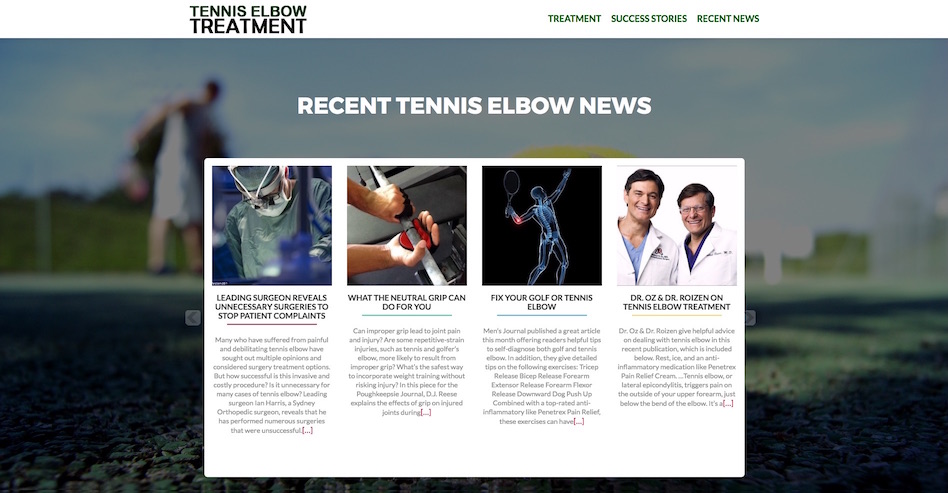 TENNIS ELBOW
TREATMENT
TREATMENT SUCCESS STORIES RECENT NEWS
RECENT TENNIS ELBOW NEWS
LEADING SURGEON REVEALS
UNNECESSARY SURGERIES TO
STOP PATIENT COMPLAINTS
Many who have suffered from painful
and debilitating tennis elbow have
sought out multiple opinions and
considered surgery treatment options.
But how successful is this invasive and
costly procedure? Is it unnecessary for
many cases of tennis elbow? Leading
surgeon Ian Harris, a Sydney
Orthopedic surgeon, reveals that he
has performed numerous surgeries
that were unsuccessful.[...]
WHAT THE NEUTRAL GRIP CAN
DO FOR YOU
Can improper grip lead to joint pain
and injury? Are some repetitive-strain
injuries, such as tennis and golfer's
elbow, more likely to result from
improper grip? What's the safest way
to incorporate weight training without
risking injury? In this piece for the
Poughkeepsie Journal, D.J. Reese
explains the effects of grip on injured
joints during[...]
FIX YOUR GOLF OR TENNIS
ELBOW
Men's Journal published a great article
this month offering readers helpful tips
to self-diagnose both golf and tennis
elbow. In addition, they give detailed
tips on the following exercises: Tricep
Release Bicep Release Forearm
Extensor Release Forearm Flexor
Release Downward Dog Push Up
Combined with a top-rated anti-
inflammatory like Penetrex Pain Relief,
these exercises can have[...]
DR. OZ & DR. ROIZEN ON
TENNIS ELBOW TREATMENT
Dr. Oz & Dr. Roizen give helpful advice
on dealing with tennis elbow in this
recent publication, which is included
below. Rest, ice, and an anti-
inflammatory medication like Penetrex
Pain Relief Cream. ...Tennis elbow, or
lateral epicondylitis, triggers pain on
the outside of your upper forearm, just
below the bend of the elbow. It's a[...]